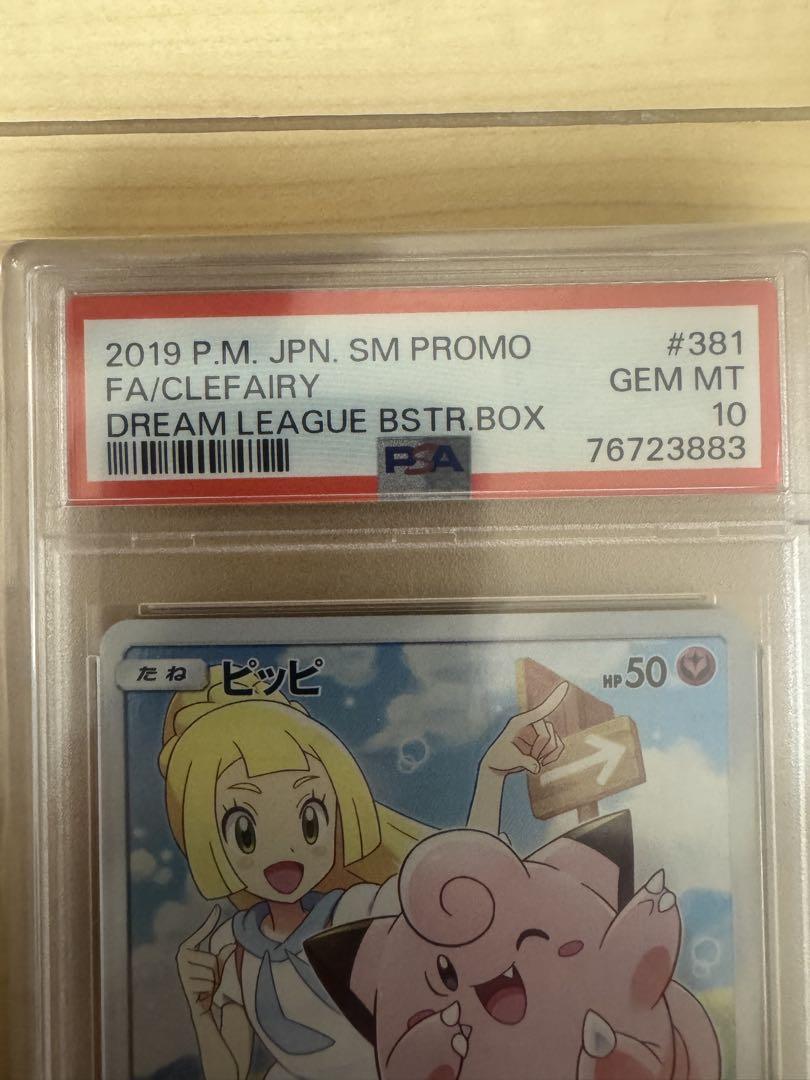 2019 P.M. JPN. SM PROMO #381
FA/CLEFAIRY GEM MT
DREAM LEAGUE BSTR.BOX 10
PSA 76723883
たね ピッピ HP50